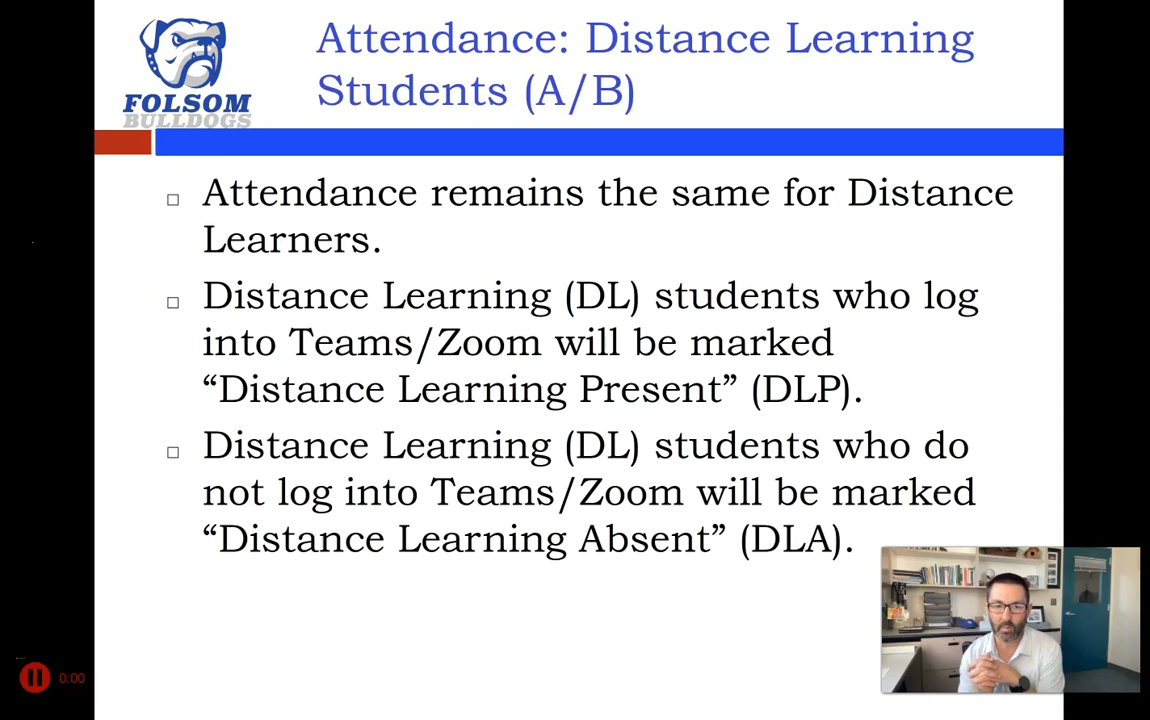 Attendance: Distance Learning
Students (A/B)
FOLSOM
BULLDOGS
Attendance remains the same for Distance
Learners.
Distance Learning (DL) students who log
into Teams/Zoom will be marked
“Distance Learning Present” (DLP).
Distance Learning (DL) students who do
not log into Teams/Zoom will be marked
“Distance Learning Absent” (DLA).
0:00